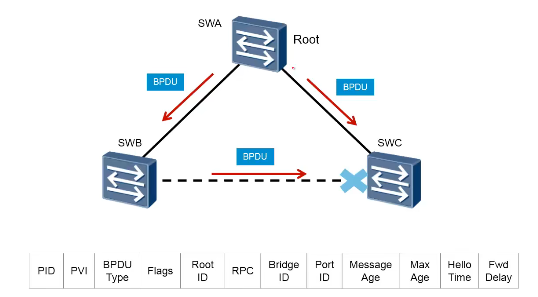 SWA
Root
BPDU
BPDU
SWB
BPDU
SWC
PID PVI BPDU Type Flags Root ID RPC Bridge ID Port ID Message Age Max Age Hello Time Fwd Delay